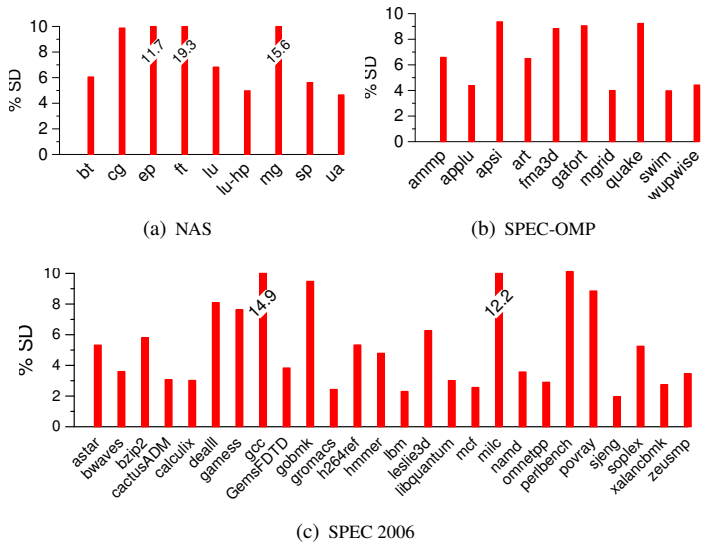 % SD
10
8
6
4
2
0
11.7
19.3
15.6
bt
cg
ep
ft
lu
lu-hp
mg
sp
ua
(a) NAS
% SD
10
8
6
4
2
0
ammp
applu
apsi
art
fma3d
gafort
mgrid
quake
swim
wupwise
(b) SPEC-OMP
% SD
10
8
6
4
2
0
14.9
12.2
astar
bwaves
bzip2
cactusADM
calculix
dealII
gamess
gcc
GemsFDTD
gobmk
gromacs
h264ref
hmmer
lbm
leslie3d
libquantum
mcf
milc
namd
omnetpp
perlbench
povray
sjeng
soplex
xalancbmk
zeusmp
(c) SPEC 2006